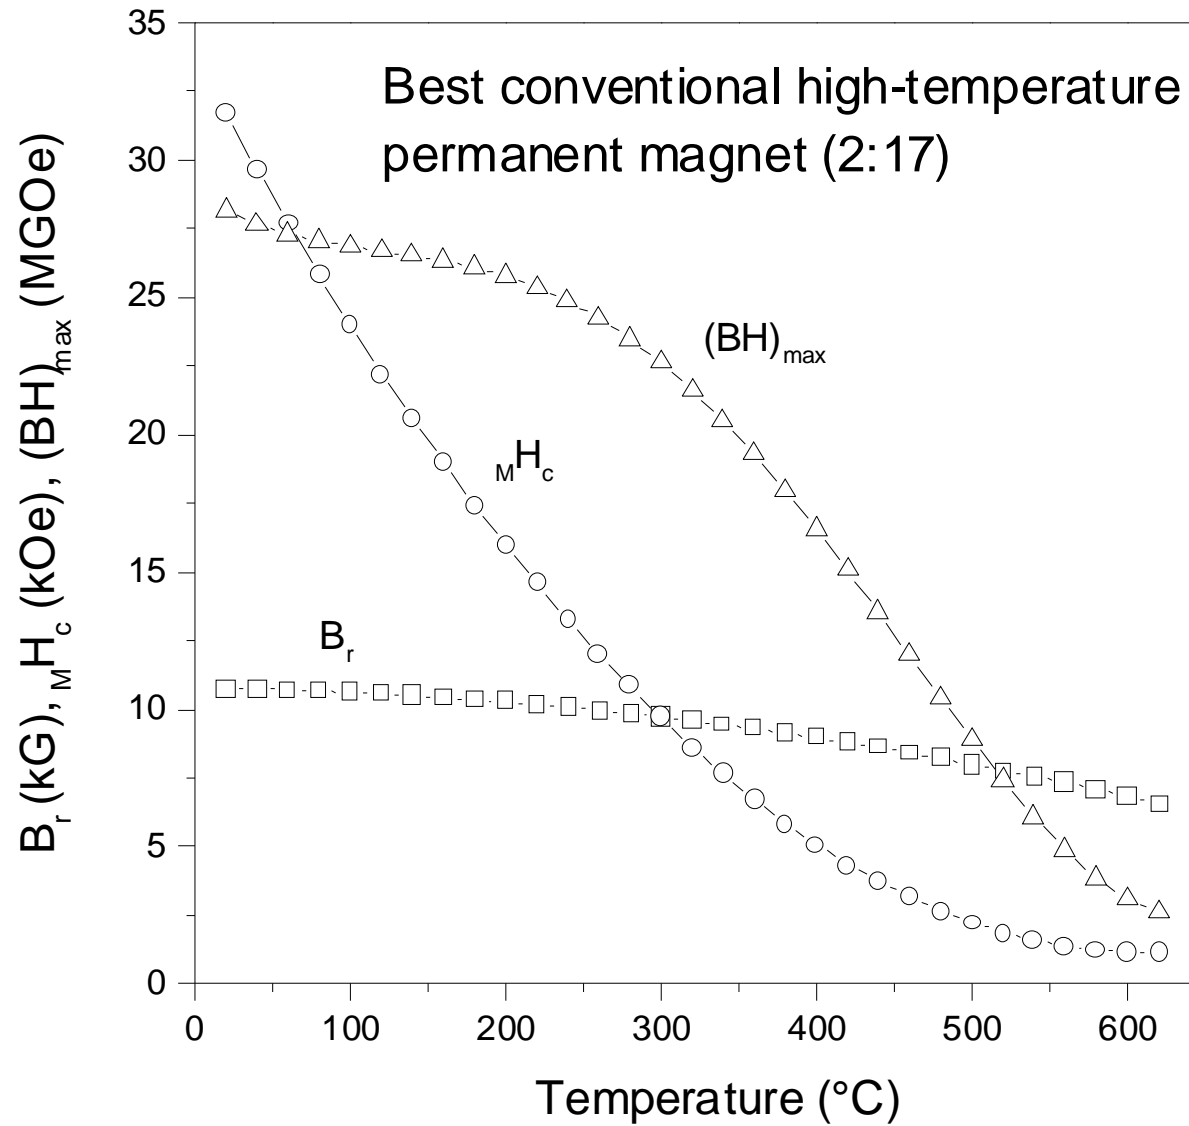 Best conventional high-temperature
permanent magnet (2:17)
(BH)max
MHc
Br
35
30
25
20
15
10
5
0
0 100 200 300 400 500 600
Temperature (°C)
Br (kG), MHc (kOe), (BH)max (MGOe)